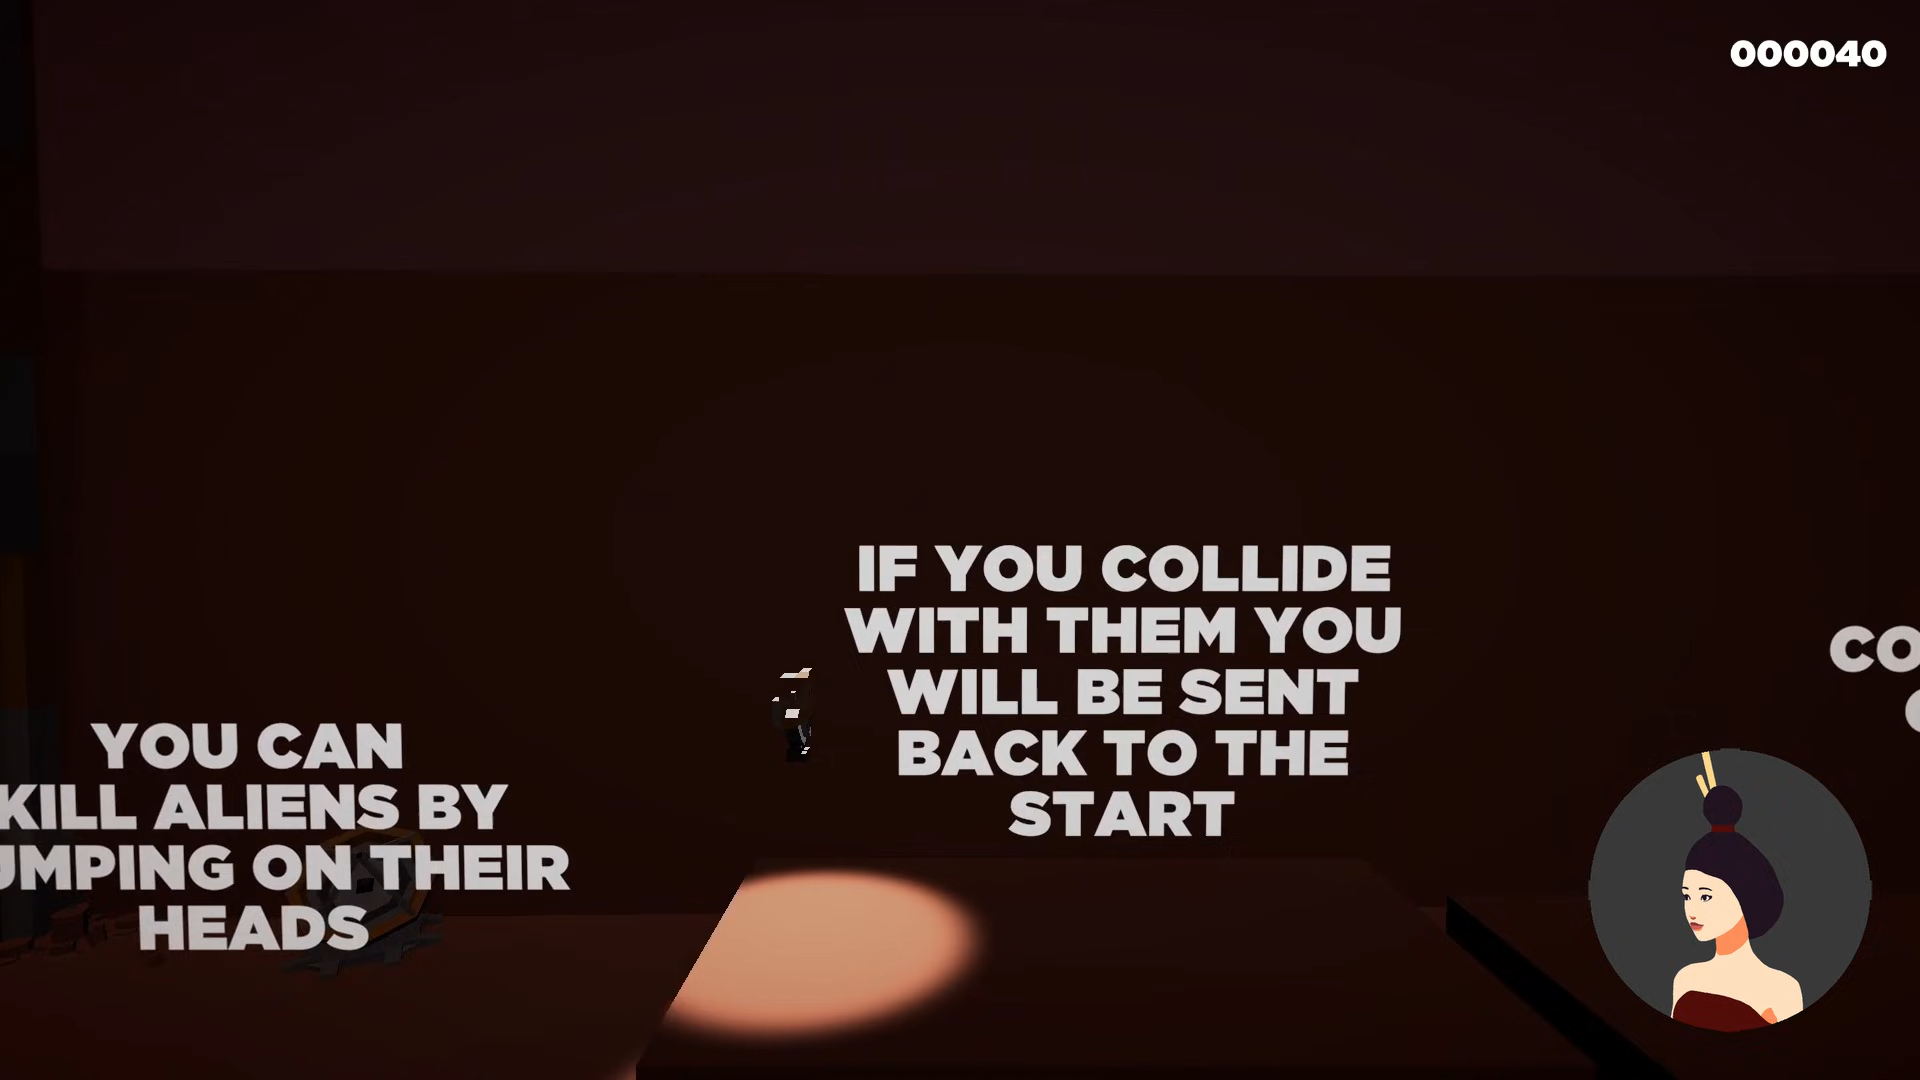 000040
IF YOU COLLIDE
WITH THEM YOU
WILL BE SENT
BACK TO THE
START
YOU CAN
KILL ALIENS BY
UMPING ON THEIR
HEADS
CO